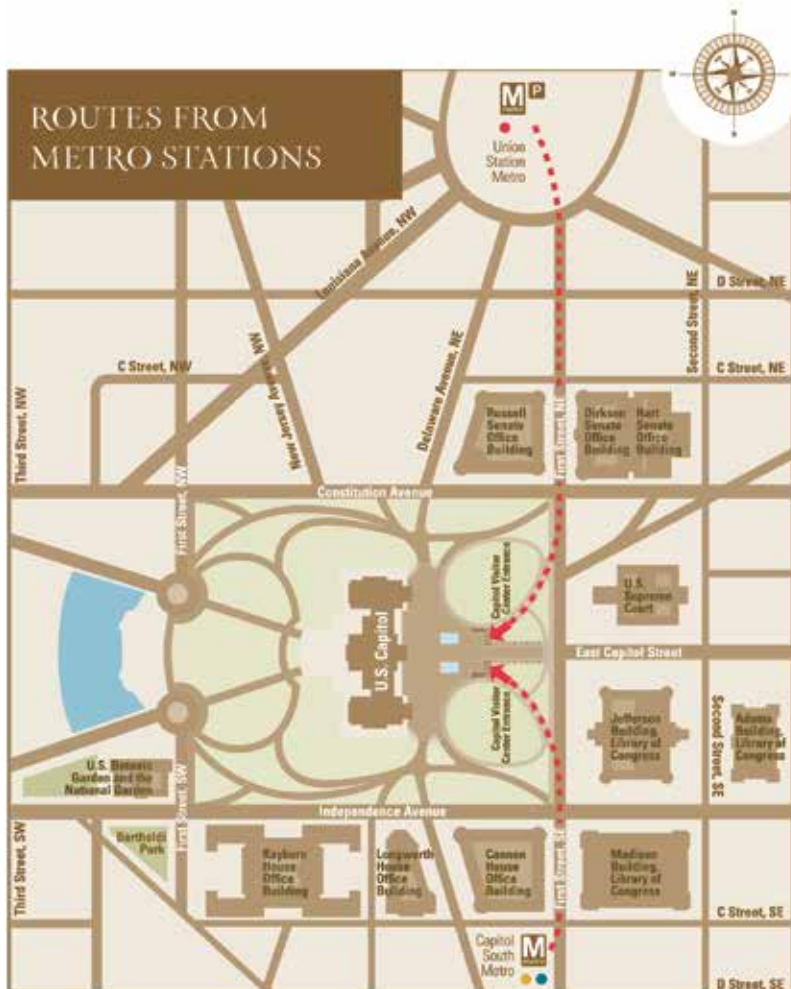 ROUTES FROM
METRO STATIONS
M
P
Union
Station
Metro
Louisiana Avenue, NW
D Street, NE
Second Street, NE
C Street, NW
C Street, NE
Third Street, NW
New Jersey Avenue, NW
Delaware Avenue, NE
Russell
Senate
Office
Building
First Street, NE
Dirksen
Senate
Office
Building
Hart
Senate
Office
Building
Constitution Avenue
First Street, NW
Capitol Visitor
Center Entrance
U.S.
Supreme
Court
U.S. Capitol
East Capitol Street
Capitol Visitor
Center Entrance
Jefferson
Building,
Library of
Congress
Second Street, SE
Adams
Building,
Library of
Congress
U.S. Botanic
Garden and the
National Garden
First Street, SW
Independence Avenue
Third Street, SW
Bartholdi
Park
Rayburn
House
Office
Building
Longworth
House
Office
Building
Cannon
House
Office
Building
First Street, SE
Madison
Building,
Library of
Congress
C Street, SE
Capitol
South
Metro
M
D Street, SE